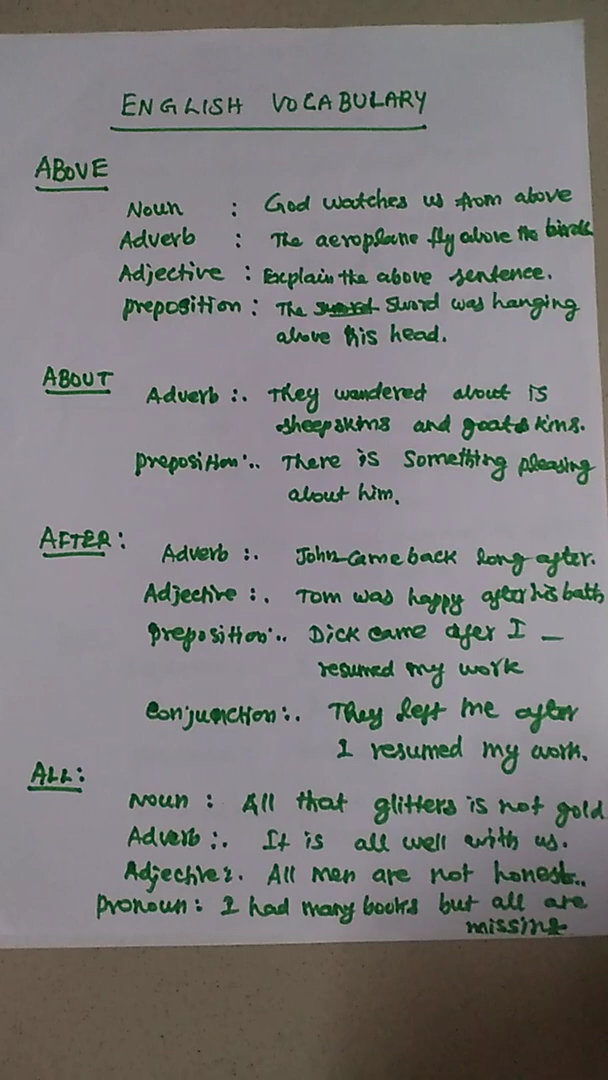 ENGLISH VOCABULARY
ABOVE
Noun : God watches us from above
Adverb : The aeroplane fly above the birds
Adjective : Explain the above sentence.
preposition : The Sword was hanging
above his head.
ABOUT
Adverb :. They wandered about is
sheepskins and goatskins.
preposition :. There is something pleasing
about him.
AFTER :
Adverb :. John came back long after.
Adjective :. Tom was happy after his bath
preposition :. Dick came after I –
resumed my work
Conjunction :. They left me after
I resumed my work.
ALL :
Noun : All that glitters is not gold
Adverb :. It is all well with us.
Adjective :. All men are not honest..
pronoun : I had many books but all are
missing